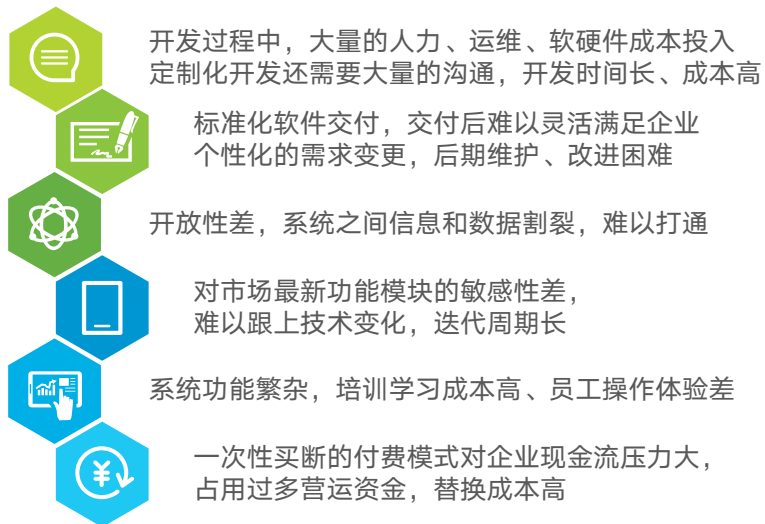 开发过程中，大量的人力、运维、软硬件成本投入
定制化开发还需要大量的沟通，开发时间长、成本高
标准化软件交付，交付后难以灵活满足企业
个性化的需求变更，后期维护、改进困难
开放性差，系统之间信息和数据割裂，难以打通
对市场最新功能模块的敏感性差，
难以跟上技术变化，迭代周期长
系统功能繁杂，培训学习成本高、员工操作体验差
¥
一次性买断的付费模式对企业现金流压力大，
占用过多营运资金，替换成本高